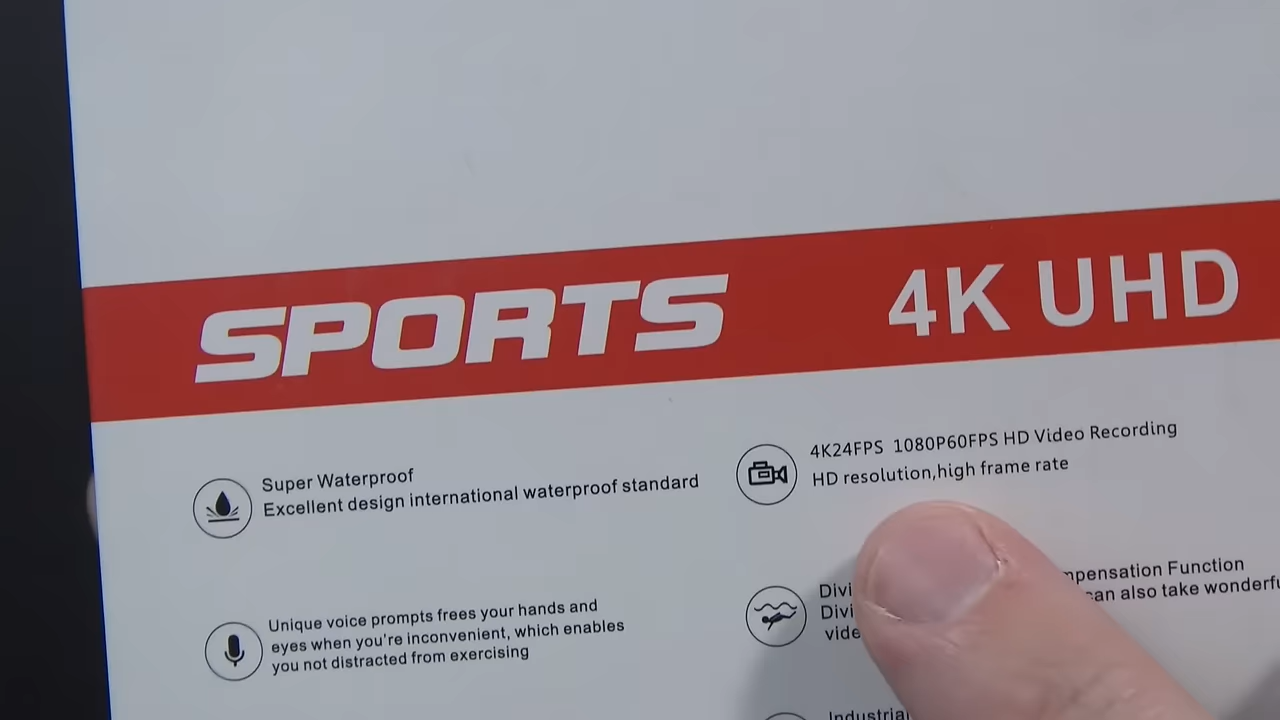 SPORTS 4K UHD
Super Waterproof
Excellent design international waterproof standard
4K24FPS 1080P60FPS HD Video Recording
HD resolution,high frame rate
Unique voice prompts frees your hands and
eyes when you're inconvenient, which enables
you not distracted from exercising
Function
can also take